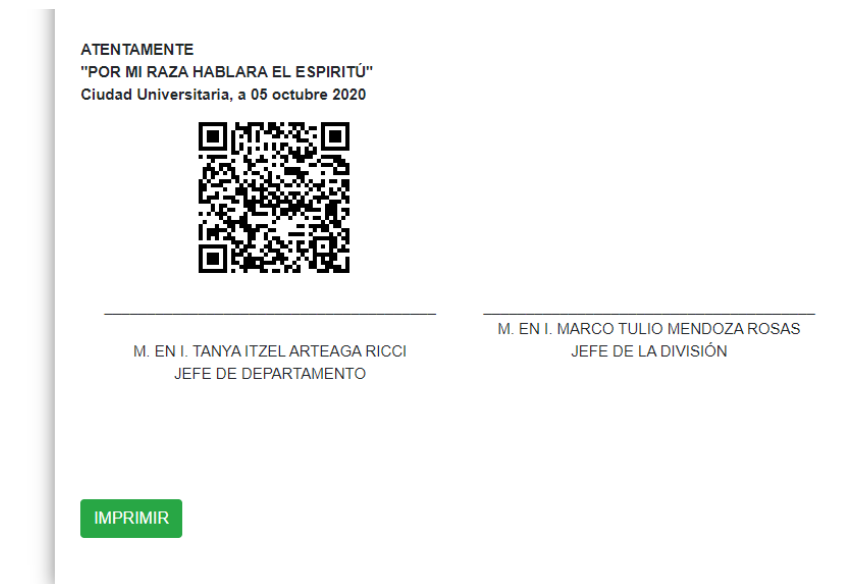 ATENTAMENTE
"POR MI RAZA HABLARA EL ESPIRITÚ"
Ciudad Universitaria, a 05 octubre 2020
M. EN I. TANYA ITZEL ARTEAGA RICCI
JEFE DE DEPARTAMENTO
M. EN I. MARCO TULIO MENDOZA ROSAS
JEFE DE LA DIVISIÓN
IMPRIMIR